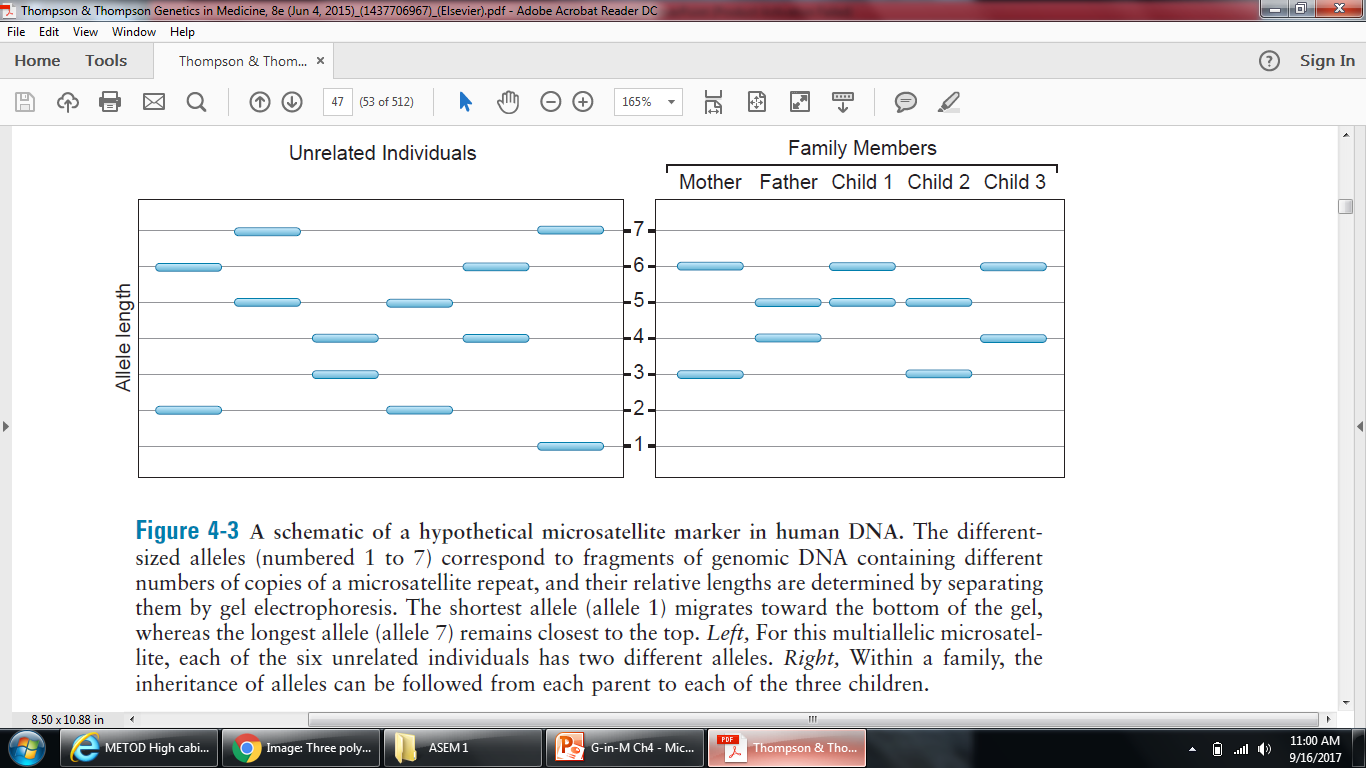 Thompson & Thompson Genetics in Medicine, 8e (Jun 4, 2015)_(1437706967)_(Elsevier).pdf - Adobe Acrobat Reader DC
File Edit View Window Help
Home Tools Thompson & Thom... × ? Sign In
47 (53 of 512) 165%
Unrelated Individuals
Family Members
Mother Father Child 1 Child 2 Child 3
Allele length
7
6
5
4
3
2
1
Figure 4-3 A schematic of a hypothetical microsatellite marker in human DNA. The different-
sized alleles (numbered 1 to 7) correspond to fragments of genomic DNA containing different
numbers of copies of a microsatellite repeat, and their relative lengths are determined by separating
them by gel electrophoresis. The shortest allele (allele 1) migrates toward the bottom of the gel,
whereas the longest allele (allele 7) remains closest to the top. Left, For this multiallelic microsatel-
lite, each of the six unrelated individuals has two different alleles. Right, Within a family, the
inheritance of alleles can be followed from each parent to each of the three children.
8.50 x 10.88 in
METOD High cabi... Image: Three poly... ASEM 1 G-in-M Ch4 - Mic... Thompson & Tho... 11:00 AM
9/16/2017